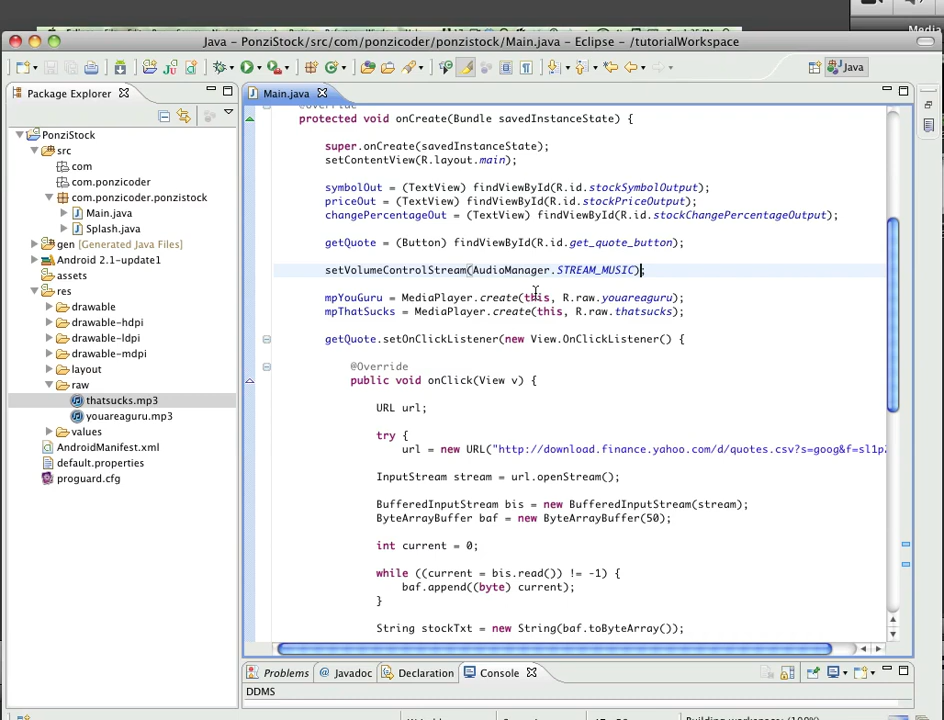 Media
Java - PonziStock/src/com/ponzicoder/ponzistock/Main.java - Eclipse - /tutorialWorkspace
Java
Package Explorer
Main.java
PonziStock
src
com
com.ponzicoder
com.ponzicoder.ponzistock
Main.java
Splash.java
gen [Generated Java Files]
Android 2.1-update1
assets
res
drawable
drawable-hdpi
drawable-ldpi
drawable-mdpi
layout
raw
thatsucks.mp3
youareaguru.mp3
values
AndroidManifest.xml
default.properties
proguard.cfg
@Override
protected void onCreate(Bundle savedInstanceState) {
super.onCreate(savedInstanceState);
setContentView(R.layout.main);
symbolOut = (TextView) findViewById(R.id.stockSymbolOutput);
priceOut = (TextView) findViewById(R.id.stockPriceOutput);
changePercentageOut = (TextView) findViewById(R.id.stockChangePercentageOutput);
getQuote = (Button) findViewById(R.id.get_quote_button);
setVolumeControlStream(AudioManager.STREAM_MUSIC);
mpYouGuru = MediaPlayer.create(this, R.raw.youareaguru);
mpThatSucks = MediaPlayer.create(this, R.raw.thatsucks);
getQuote.setOnClickListener(new View.OnClickListener() {
@Override
public void onClick(View v) {
URL url;
try {
url = new URL("http://download.finance.yahoo.com/d/quotes.csv?s=goog&f=sl1p2
InputStream stream = url.openStream();
BufferedInputStream bis = new BufferedInputStream(stream);
ByteArrayBuffer baf = new ByteArrayBuffer(50);
int current = 0;
while ((current = bis.read()) != -1) {
baf.append((byte) current);
}
String stockTxt = new String(baf.toByteArray());
Problems
Javadoc
Declaration
Console
DDMS